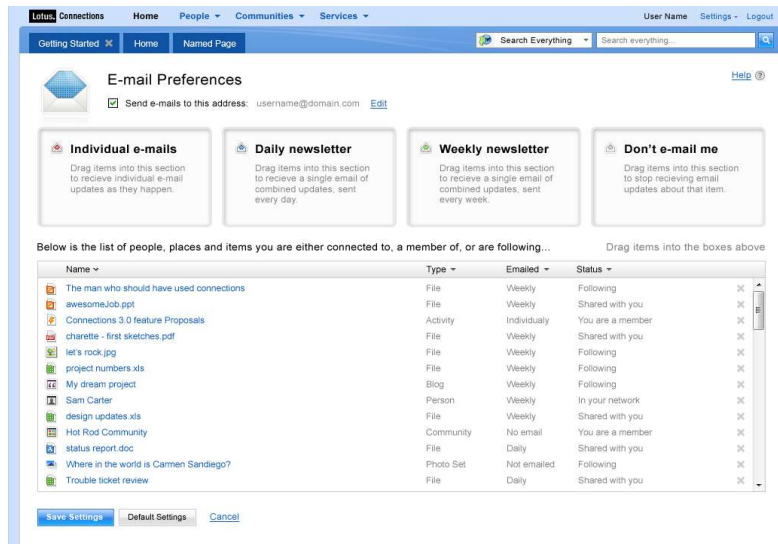 Lotus. Connections Home People Communities Services User Name Settings Logout
Getting Started Home Named Page Search Everything Search everything...
E-mail Preferences Help
Send e-mails to this address: username@domain.com Edit
Individual e-mails
Drag items into this section
to recieve individual e-mail
updates as they happen.
Daily newsletter
Drag items into this section
to recieve a single email of
combined updates, sent
every day.
Weekly newsletter
Drag items into this section
to recieve a single email of
combined updates, sent
every week.
Don't e-mail me
Drag items into this section
to stop recieving email
updates about that item.
Below is the list of people, places and items you are either connected to, a member of, or are following... Drag items into the boxes above
Name Type Emailed Status
The man who should have used connections File Weekly Following
awesomeJob.ppt File Weekly Shared with you
Connections 3.0 feature Proposals Activity Individualy You are a member
charette - first sketches.pdf File Weekly Shared with you
let's rock.jpg File Weekly Following
project numbers.xls File Weekly Following
My dream project Blog Weekly Following
Sam Carter Person Weekly In your network
design updates.xls File Weekly Shared with you
Hot Rod Community Community No email You are a member
status report.doc File Daily Shared with you
Where in the world is Carmen Sandiego? Photo Set Not emailed Following
Trouble ticket review File Daily Shared with you
Save Settings Default Settings Cancel